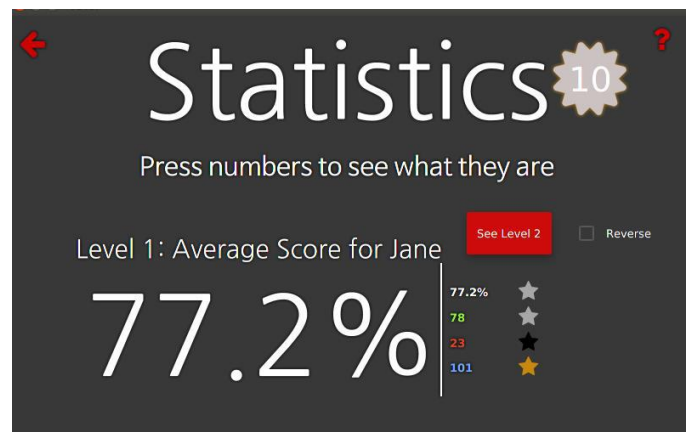 Statistics
10
?
Press numbers to see what they are
See Level 2
Reverse
Level 1: Average Score for Jane
77.2%
77.2%
78
23
101